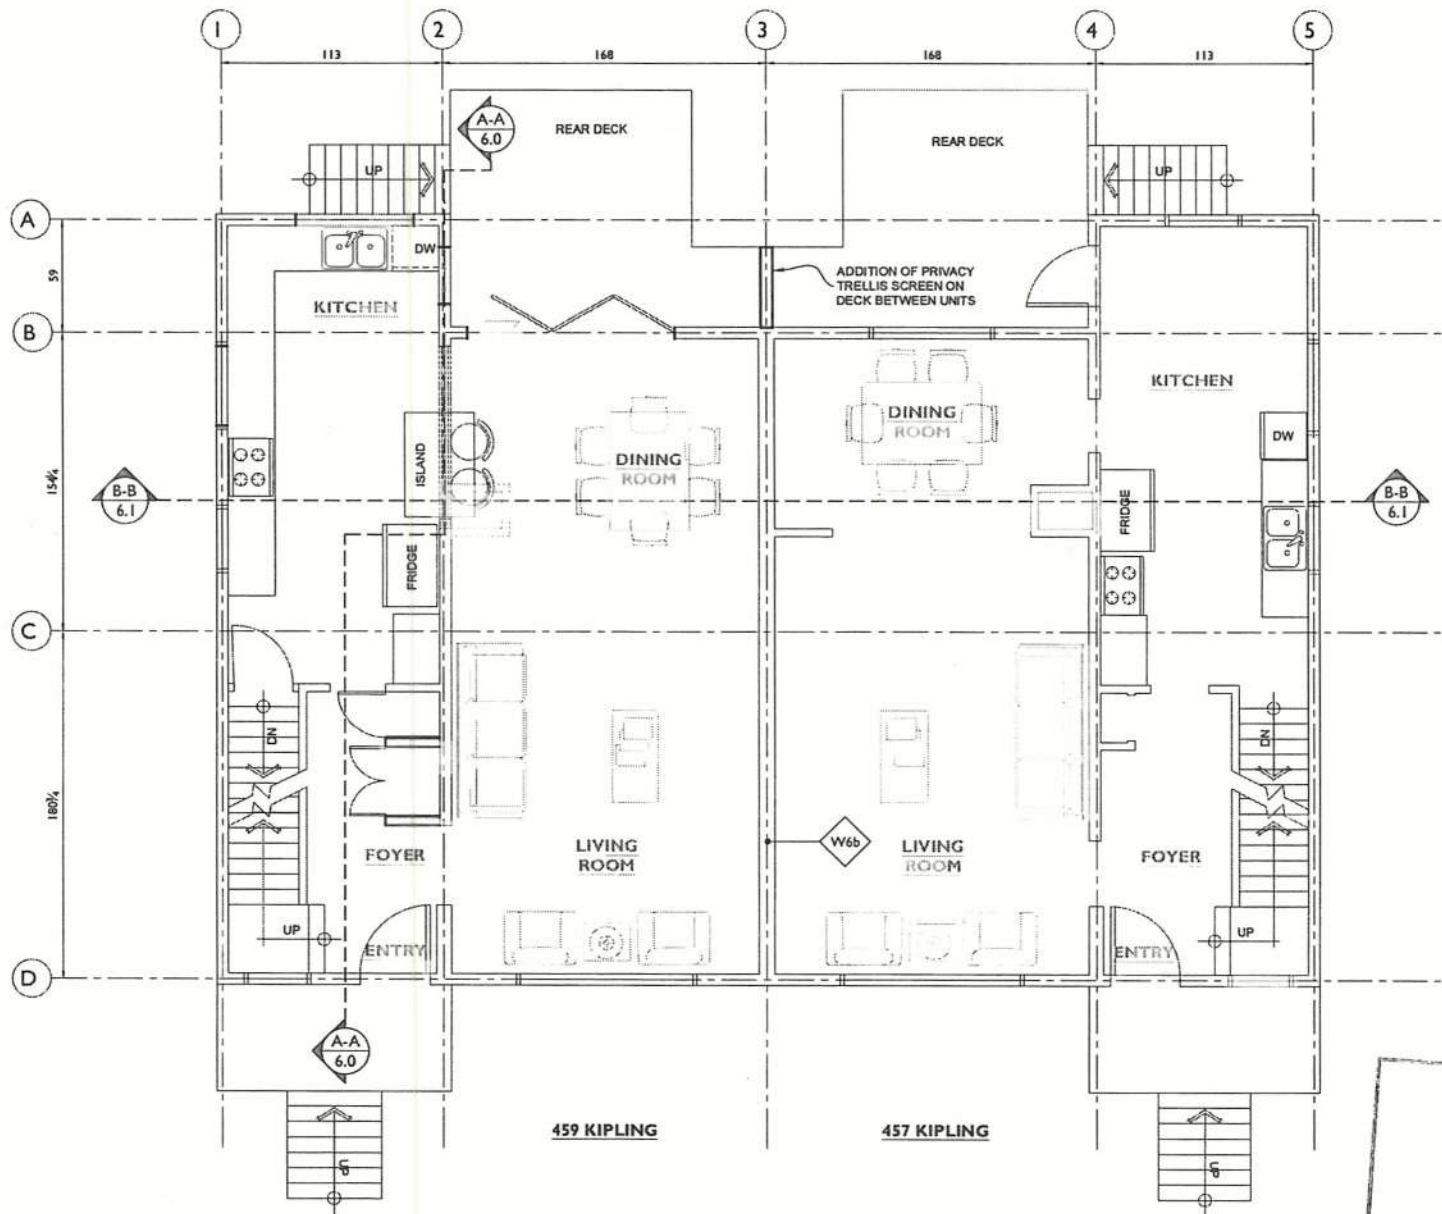 1
2
3
4
5
113
168
168
113
A-A
6.0
REAR DECK
REAR DECK
UP
UP
A
59
DW
KITCHEN
ADDITION OF PRIVACY
TRELLIS SCREEN ON
DECK BETWEEN UNITS
B
KITCHEN
DINING
ROOM
DINING
ROOM
ISLAND
DW
154¼
B-B
6.1
B-B
6.1
FRIDGE
FRIDGE
C
DN
DN
180¾
W6b
FOYER
LIVING
ROOM
LIVING
ROOM
FOYER
UP
ENTRY
ENTRY
UP
D
A-A
6.0
459 KIPLING
457 KIPLING
UP
UP